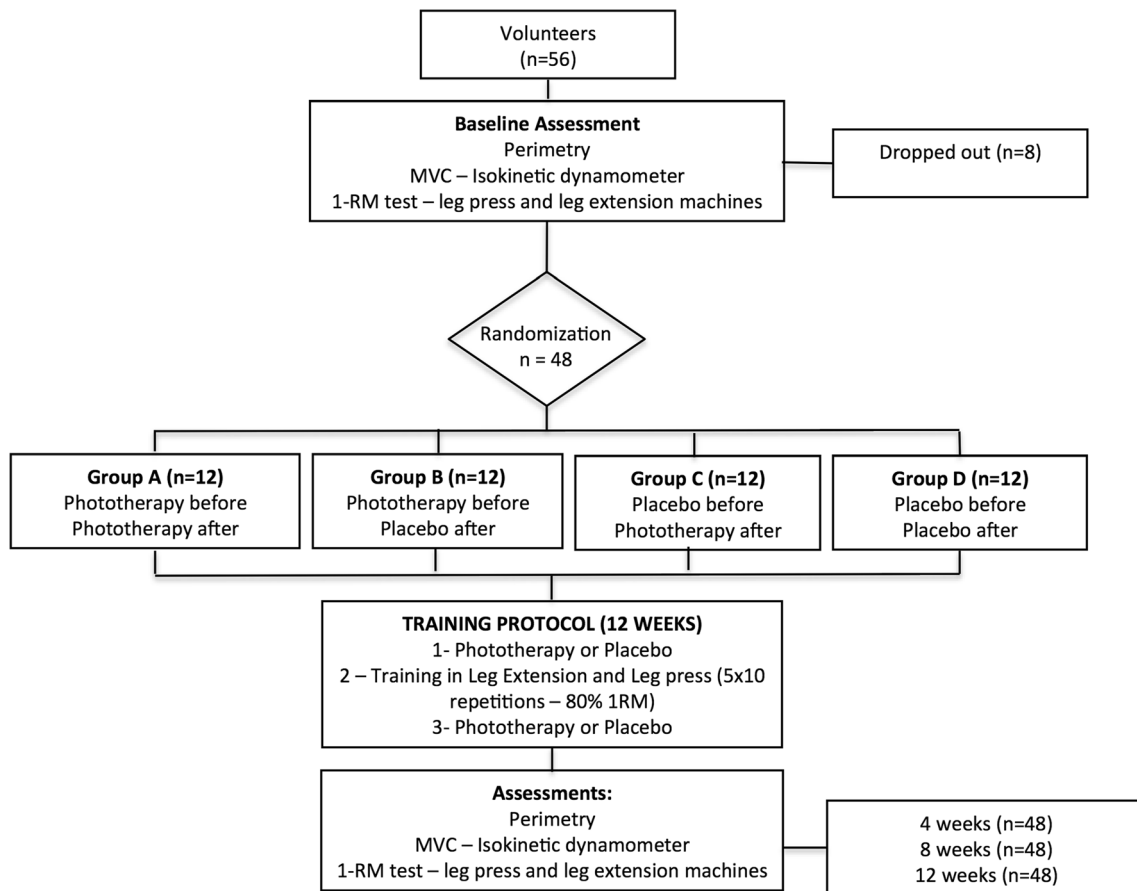 Volunteers
(n=56)
Baseline Assessment
Perimetry
MVC – Isokinetic dynamometer
1-RM test – leg press and leg extension machines
Dropped out (n=8)
Randomization
n = 48
Group A (n=12)
Phototherapy before
Phototherapy after
Group B (n=12)
Phototherapy before
Placebo after
Group C (n=12)
Placebo before
Phototherapy after
Group D (n=12)
Placebo before
Placebo after
TRAINING PROTOCOL (12 WEEKS)
1- Phototherapy or Placebo
2 – Training in Leg Extension and Leg press (5x10
repetitions – 80% 1RM)
3- Phototherapy or Placebo
Assessments:
Perimetry
MVC – Isokinetic dynamometer
1-RM test – leg press and leg extension machines
4 weeks (n=48)
8 weeks (n=48)
12 weeks (n=48)